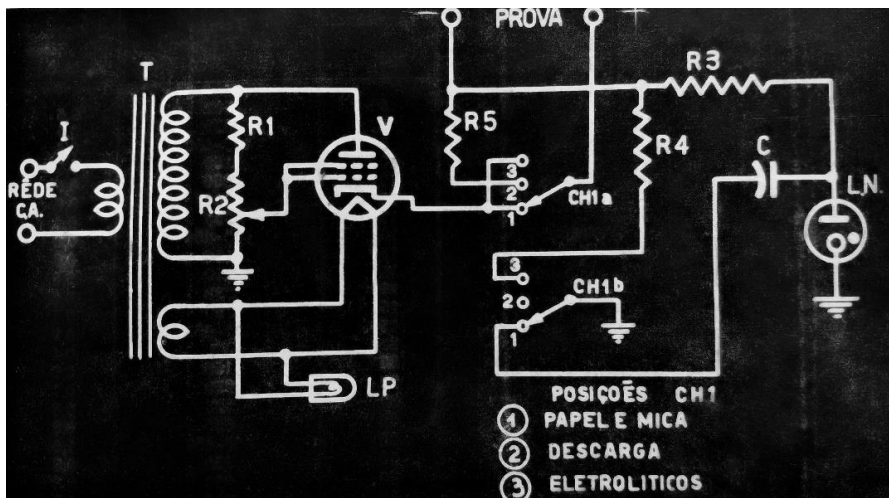 PROVA
T
I
REDE
C.A.
R1
R2
V
R5
3
2
1
CH1a
R3
R4
C
L.N.
3
2
1
CH1b
LP
POSIÇOẼS CH1
1 PAPEL E MICA
2 DESCARGA
3 ELETROLITICOS